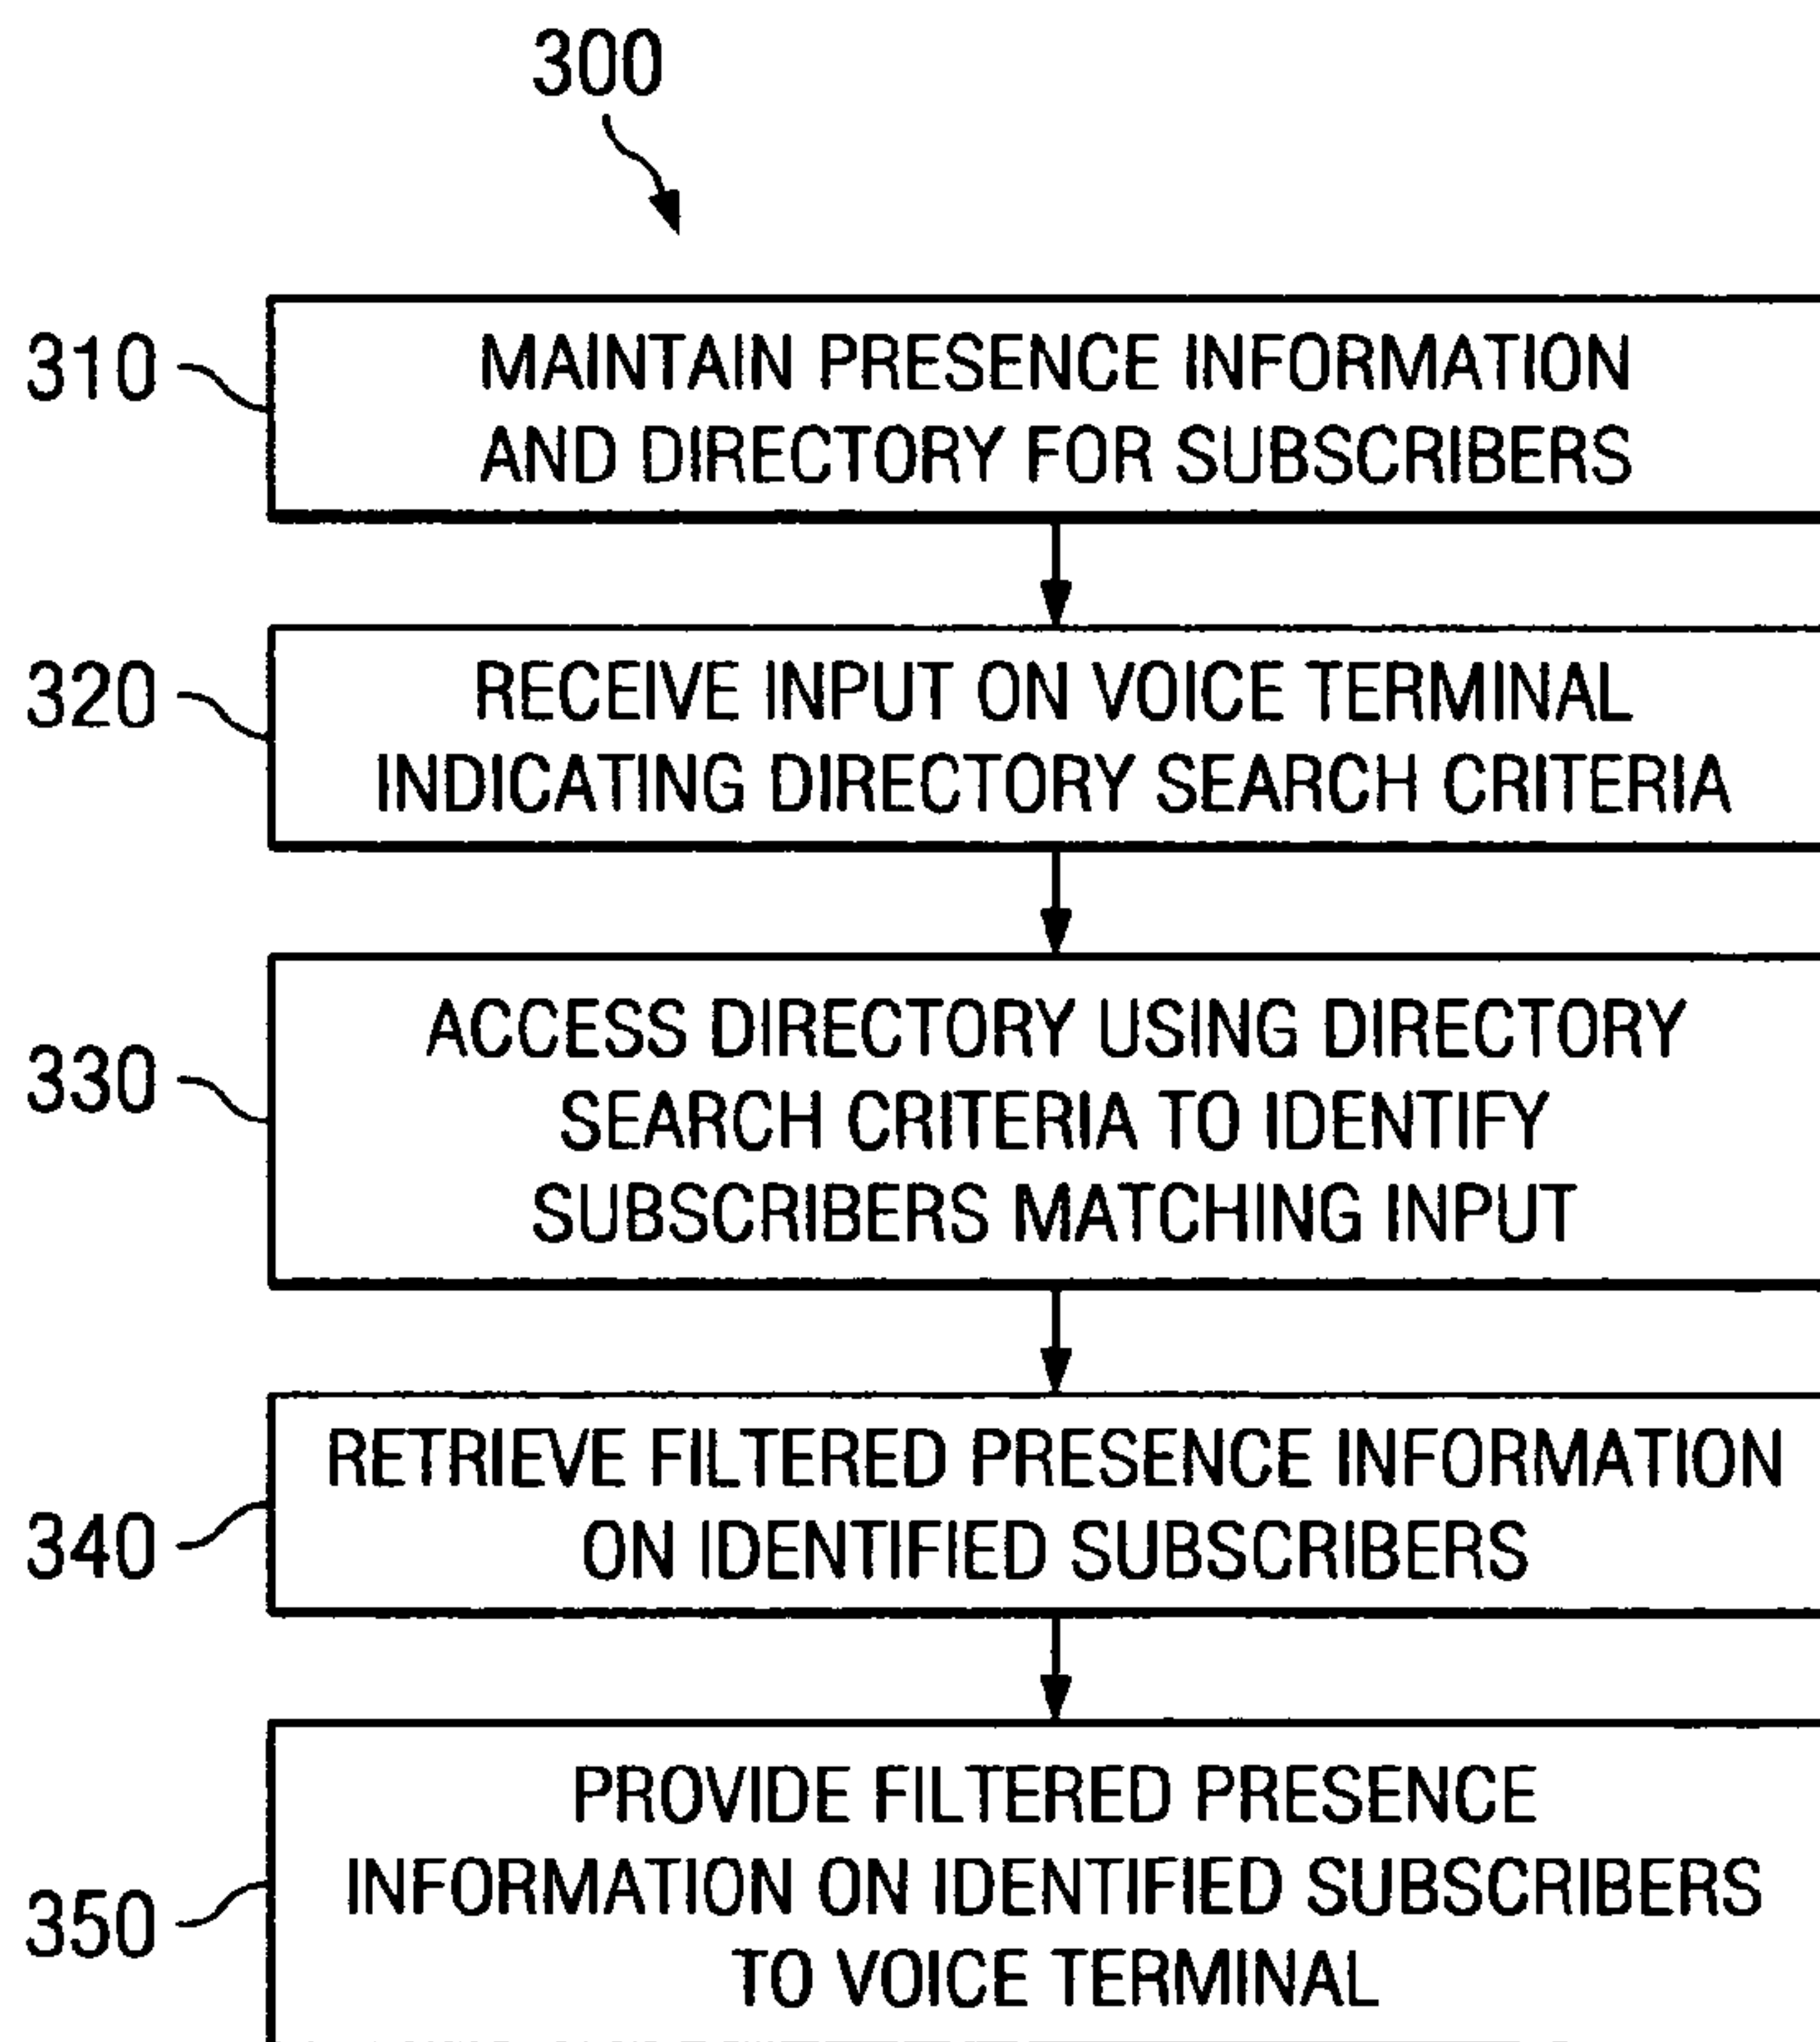 300
310
MAINTAIN PRESENCE INFORMATION
AND DIRECTORY FOR SUBSCRIBERS
320
RECEIVE INPUT ON VOICE TERMINAL
INDICATING DIRECTORY SEARCH CRITERIA
330
ACCESS DIRECTORY USING DIRECTORY
SEARCH CRITERIA TO IDENTIFY
SUBSCRIBERS MATCHING INPUT
340
RETRIEVE FILTERED PRESENCE INFORMATION
ON IDENTIFIED SUBSCRIBERS
350
PROVIDE FILTERED PRESENCE
INFORMATION ON IDENTIFIED SUBSCRIBERS
TO VOICE TERMINAL